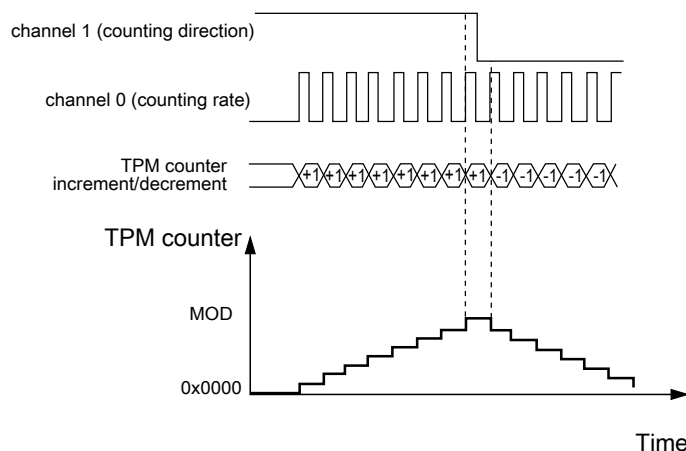 channel 1 (counting direction)
channel 0 (counting rate)
TPM counter
increment/decrement
+1 +1 +1 +1 +1 +1 +1 +1 -1 -1 -1 -1 -1
TPM counter
MOD
0x0000
Time